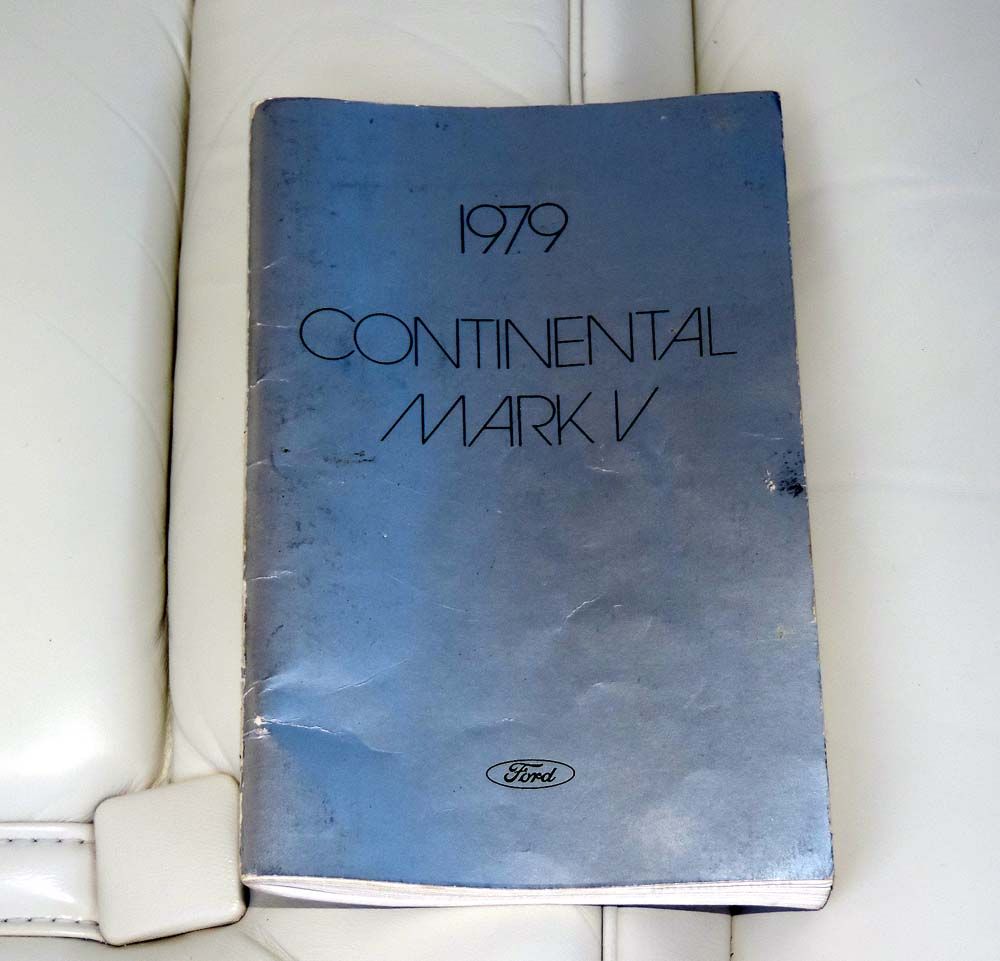 1979
CONTINENTAL
MARK V
Ford